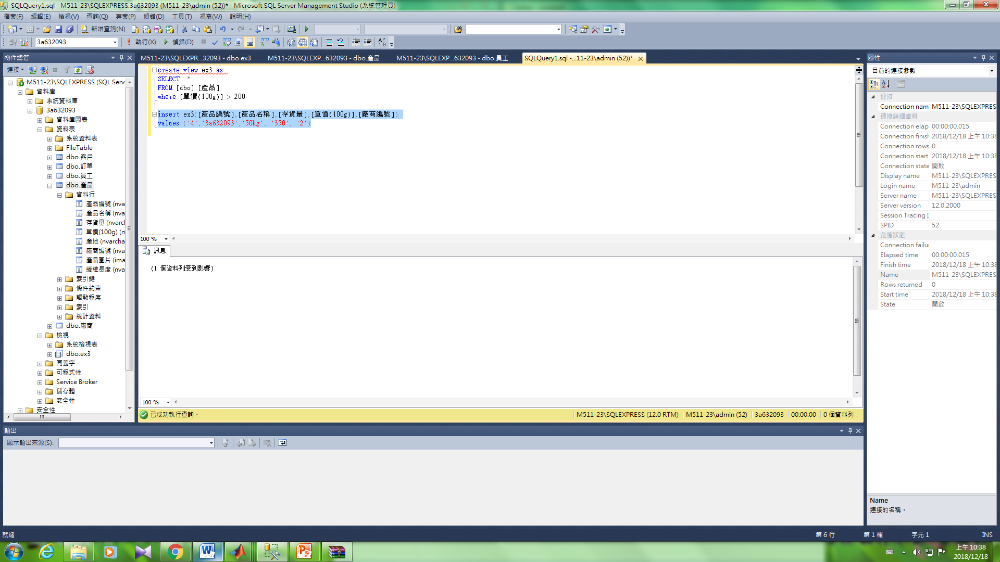 SQLQuery1.sql - M511-23\SQLEXPRESS.3a632093 (M511-23\admin (52))* - Microsoft SQL Server Management Studio (系統管理員)
檔案(F) 編輯(E) 檢視(V) 查詢(Q) 專案(P) 偵錯(D) 工具(T) 視窗(W) 說明(H)
新增查詢(N)
3a632093 執行(X) 偵錯(D)
物件總管
連接
M511-23\SQLEXPRESS (SQL Serv
資料庫
系統資料庫
3a632093
資料庫圖表
資料表
系統資料表
FileTable
dbo.客戶
dbo.訂單
dbo.員工
dbo.產品
資料行
產品編號 (nva
產品名稱 (nva
存貨量 (nvarcl
單價(100g) (m
產地 (nvarcha
廠商編號 (nva
產品圖片 (ima
纖維長度 (nva
索引鍵
條件約束
觸發程序
索引
統計資料
dbo.廠商
檢視
系統檢視表
dbo.ex3
同義字
可程式性
Service Broker
儲存體
安全性
安全性
M511-23\SQLEXPR...32093 - dbo.ex3 M511-23\SQLEXP...632093 - dbo.產品 M511-23\SQLEXP...632093 - dbo.員工 SQLQuery1.sql -...11-23\admin (52))*
create view ex3 as
SELECT *
FROM [dbo].[產品]
where [單價(100g)] > 200
insert ex3([產品編號],[產品名稱],[存貨量],[單價(100g)],[廠商編號])
values ('4','3a632093','50kg', '350', '2')
100 %
訊息
(1 個資料列受到影響)
100 %
已成功執行查詢。 M511-23\SQLEXPRESS (12.0 RTM) M511-23\admin (52) 3a632093 00:00:00 0 個資料列
屬性
目前的連接參數
連接
Connection nam M511-23\SQLEXPRESS
連接詳細資料
Connection elap 00:00:00.015
Connection finish 2018/12/18 上午 10:38
Connection rows 0
Connection start 2018/12/18 上午 10:38
Connection state 開啟
Display name M511-23\SQLEXPRESS
Login name M511-23\admin
Server name M511-23\SQLEXPRESS
Server version 12.0.2000
Session Tracing I
SPID 52
彙總狀態
Connection failu
Elapsed time 00:00:00.015
Finish time 2018/12/18 上午 10:38
Name M511-23\SQLEXPRESS
Rows returned 0
Start time 2018/12/18 上午 10:38
State 開啟
Name
連接的名稱。
輸出
顯示輸出來源(S):
就緒 第 6 行 第 1 欄 字元 1 INS
上午 10:38
2018/12/18